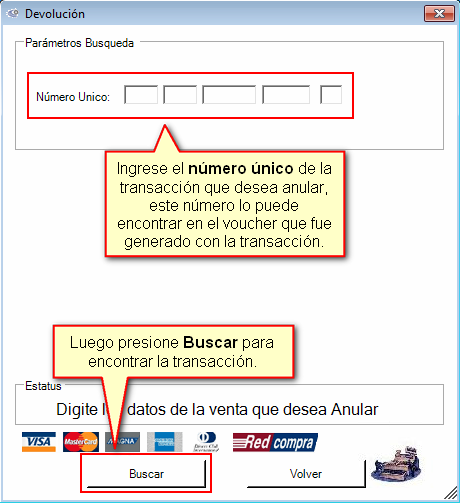 Devolución
Parámetros Busqueda
Número Unico:
Ingrese el número único de la
transacción que desea anular,
este número lo puede
encontrar en el voucher que fue
generado con la transacción.
Luego presione Buscar para
encontrar la transacción.
Estatus
Digite los datos de la venta que desea Anular
VISA
MasterCard
MAGNA
Red compra
Buscar
Volver